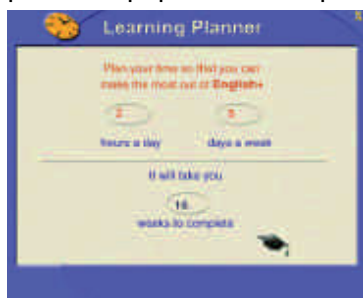 Learning Planner
Plan your time so that you can
make the most out of English+
2
hours a day days a week
It will take you
16
weeks to complete